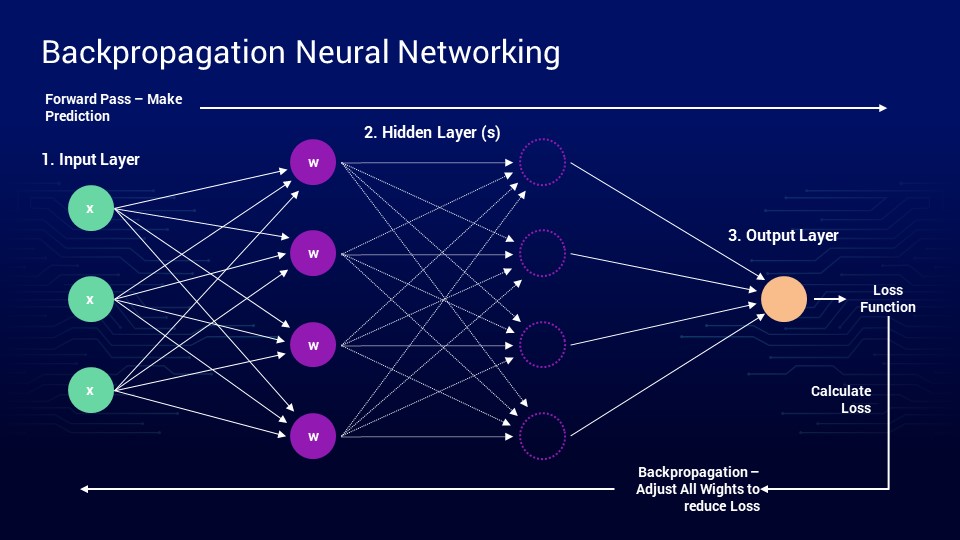 Backpropagation Neural Networking
Forward Pass – Make
Prediction
2. Hidden Layer (s)
1. Input Layer
w
x
3. Output Layer
w
x
Loss
Function
w
x
Calculate
Loss
w
Backpropagation –
Adjust All Wights to
reduce Loss